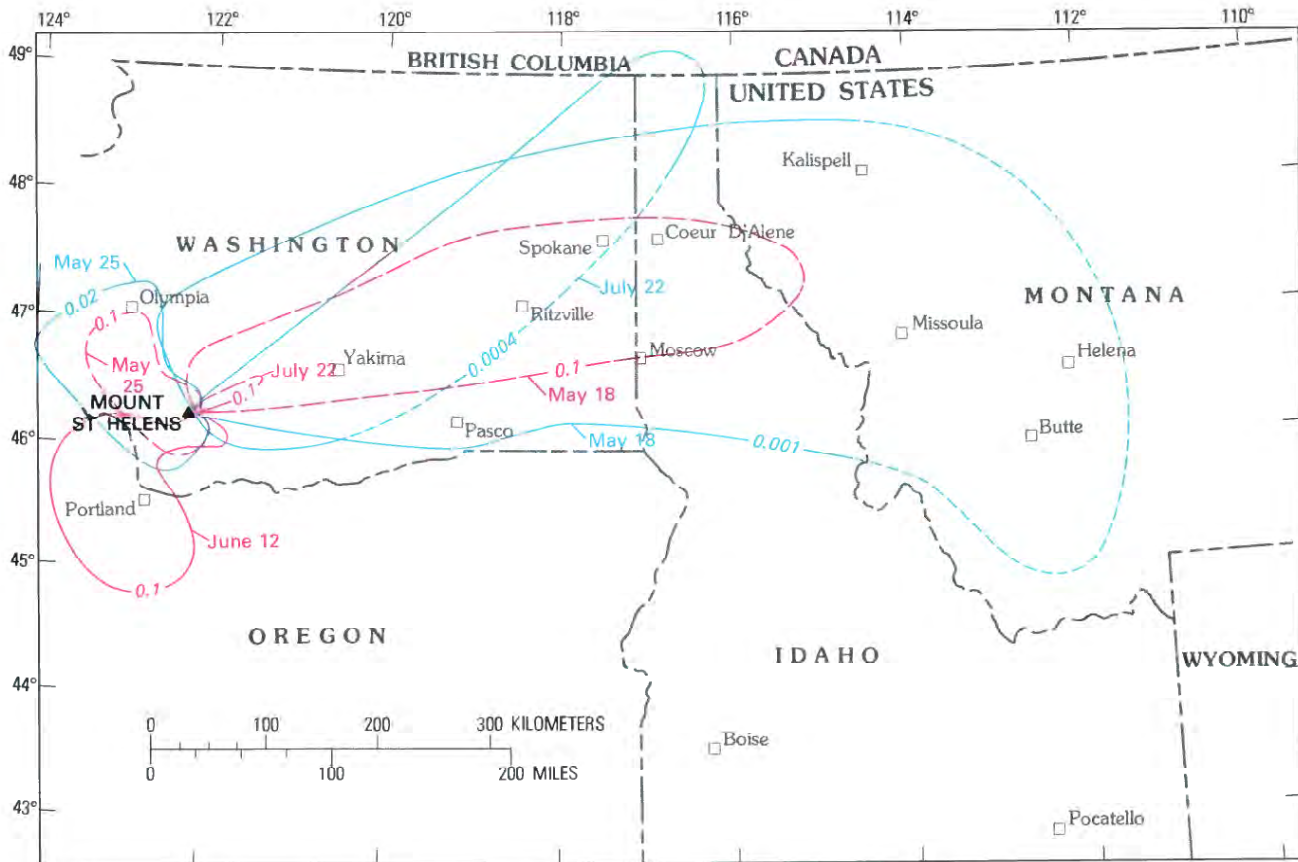 124° 122° 120° 118° 116° 114° 112° 110°
49°
BRITISH COLUMBIA
CANADA
UNITED STATES
Kalispell
48°
WASHINGTON
Spokane
Coeur D'Alene
May 25
0.02
Olympia
July 22
MONTANA
47°
0.1
Ritzville
Missoula
0.0004
Moscow
Helena
May
25
July 22
Yakima
0.1
0.1
May 18
MOUNT
ST HELENS
46°
Pasco
May 18
0.001
Butte
Portland
June 12
45°
0.1
OREGON
IDAHO
WYOMING
44°
0 100 200 300 KILOMETERS
0 100 200 MILES
Boise
43°
Pocatello